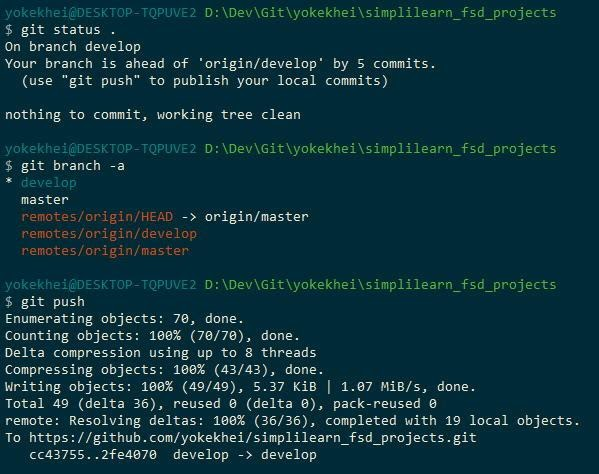 yokekhei@DESKTOP-TQPUVE2 D:\Dev\Git\yokekhei\simplilearn_fsd_projects
$ git status .
On branch develop
Your branch is ahead of 'origin/develop' by 5 commits.
  (use "git push" to publish your local commits)

nothing to commit, working tree clean

yokekhei@DESKTOP-TQPUVE2 D:\Dev\Git\yokekhei\simplilearn_fsd_projects
$ git branch -a
* develop
  master
  remotes/origin/HEAD -> origin/master
  remotes/origin/develop
  remotes/origin/master

yokekhei@DESKTOP-TQPUVE2 D:\Dev\Git\yokekhei\simplilearn_fsd_projects
$ git push
Enumerating objects: 70, done.
Counting objects: 100% (70/70), done.
Delta compression using up to 8 threads
Compressing objects: 100% (43/43), done.
Writing objects: 100% (49/49), 5.37 KiB | 1.07 MiB/s, done.
Total 49 (delta 36), reused 0 (delta 0), pack-reused 0
remote: Resolving deltas: 100% (36/36), completed with 19 local objects.
To https://github.com/yokekhei/simplilearn_fsd_projects.git
   cc43755..2fe4070  develop -> develop